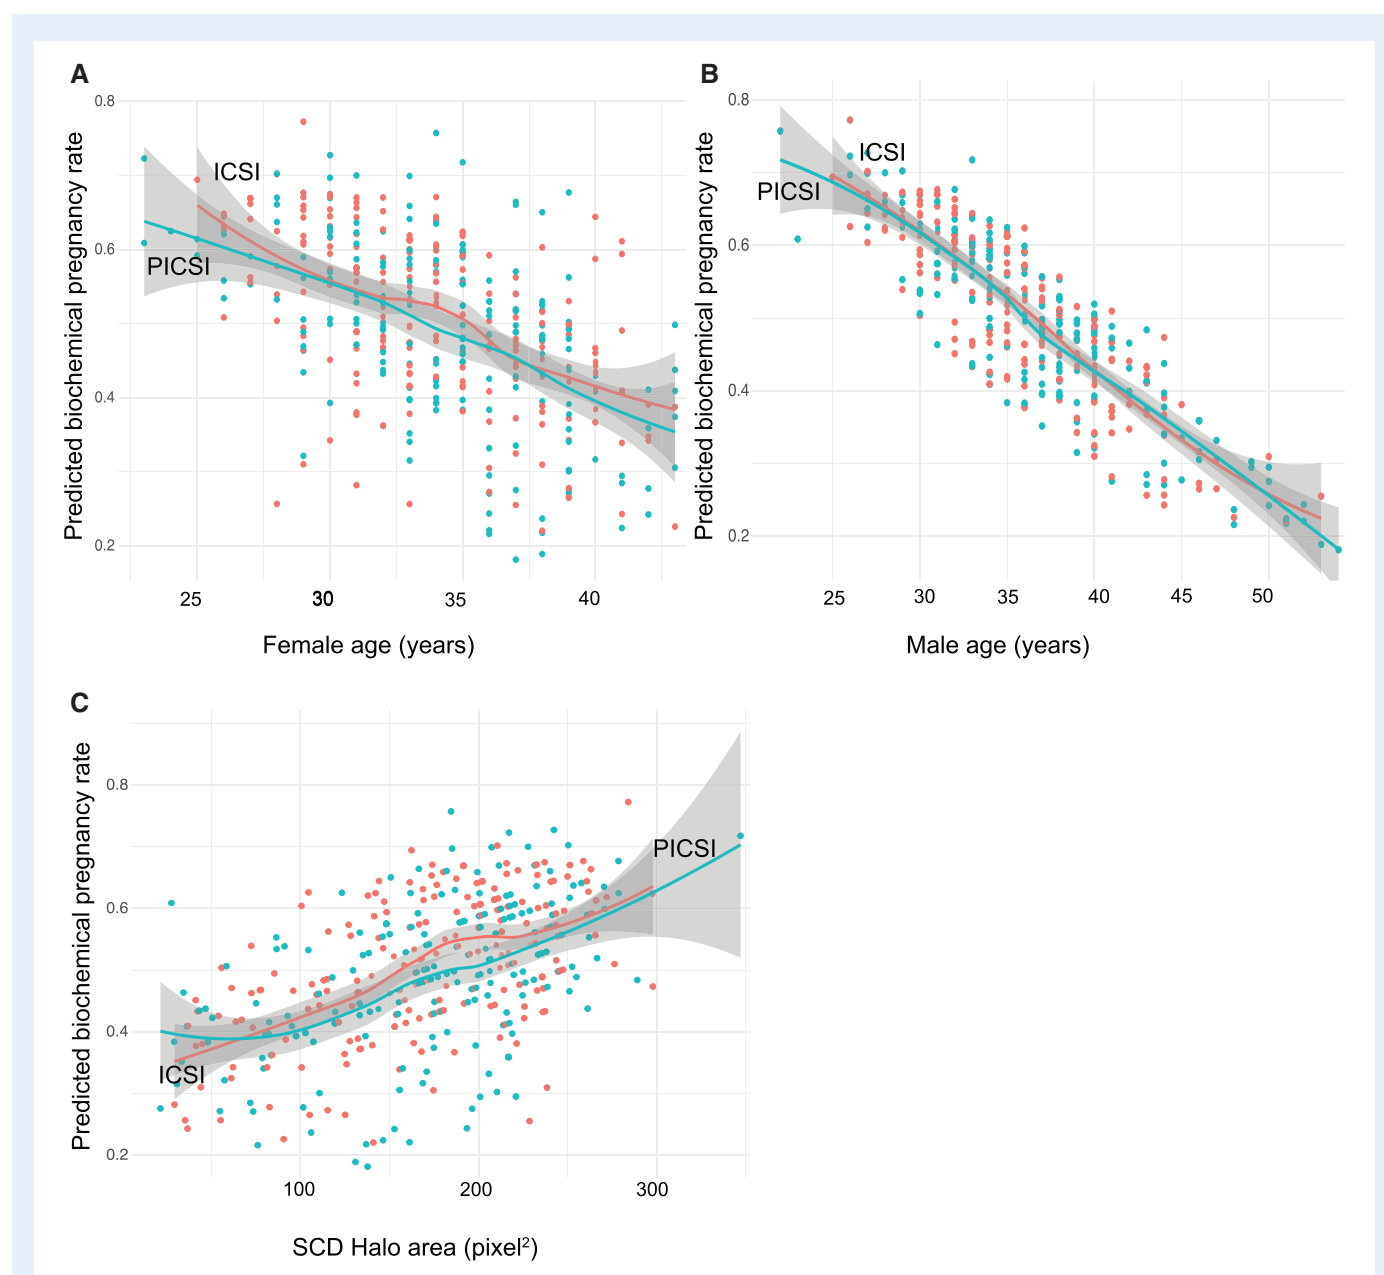 A
Predicted biochemical pregnancy rate
0.8
0.6
0.4
0.2
ICSI
PICSI
25
30
35
40
Female age (years)
B
Predicted biochemical pregnancy rate
0.8
0.6
0.4
0.2
ICSI
PICSI
25
30
35
40
45
50
Male age (years)
C
Predicted biochemical pregnancy rate
0.8
0.6
0.4
0.2
PICSI
ICSI
100
200
300
SCD Halo area (pixel²)